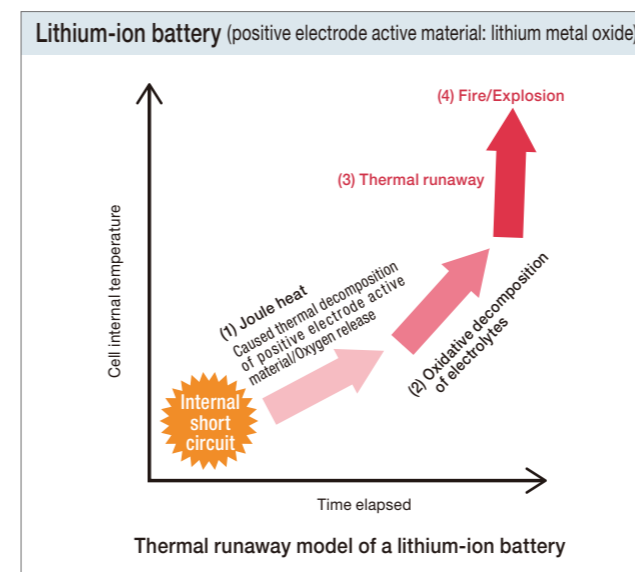 Lithium-ion battery (positive electrode active material: lithium metal oxide)
(4) Fire/Explosion
(3) Thermal runaway
Cell internal temperature
(1) Joule heat
Caused thermal decomposition
of positive electrode active
material/Oxygen release
(2) Oxidative decomposition
of electrolytes
Internal
short
circuit
Time elapsed
Thermal runaway model of a lithium-ion battery